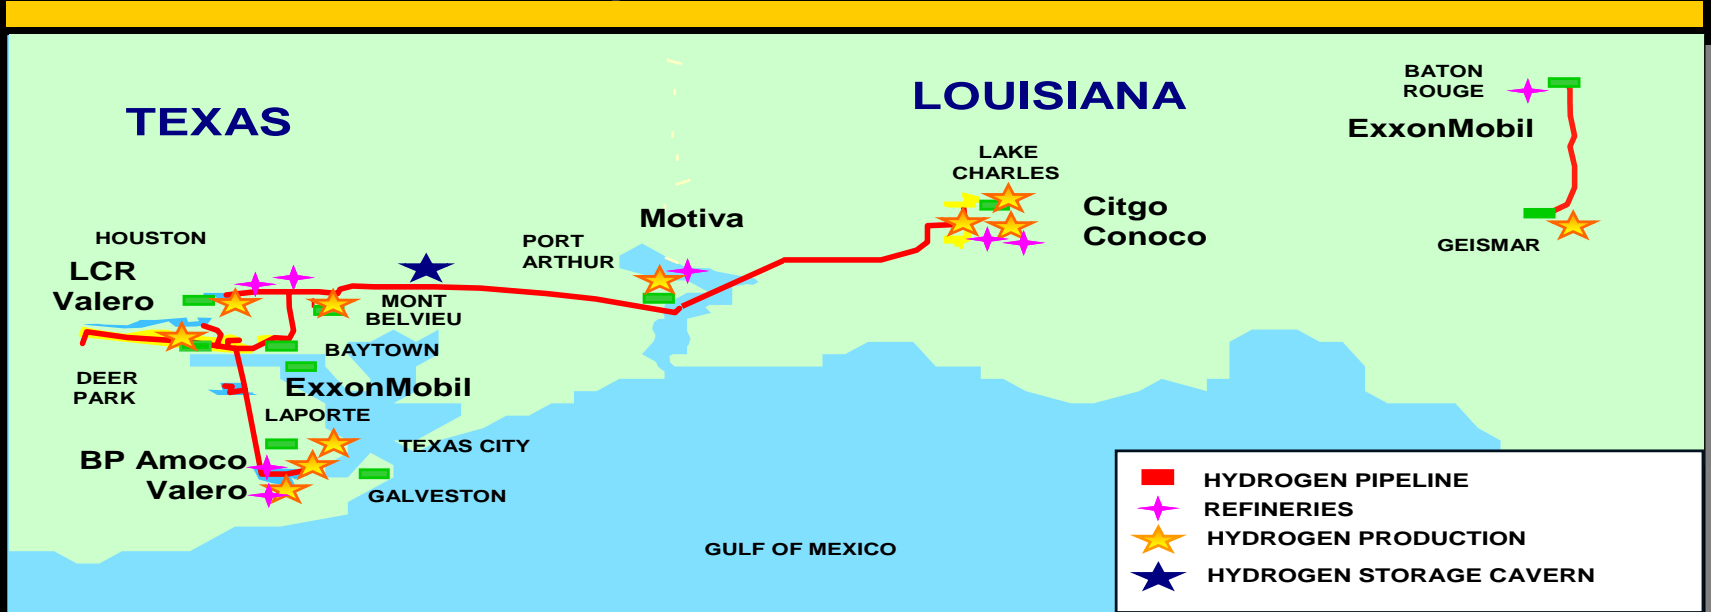 TEXAS
LOUISIANA
BATON
ROUGE
ExxonMobil
GEISMAR
LAKE
CHARLES
Citgo
Conoco
Motiva
PORT
ARTHUR
HOUSTON
LCR
Valero
MONT
BELVIEU
BAYTOWN
ExxonMobil
DEER
PARK
LAPORTE
TEXAS CITY
BP Amoco
Valero
GALVESTON
GULF OF MEXICO
HYDROGEN PIPELINE
REFINERIES
HYDROGEN PRODUCTION
HYDROGEN STORAGE CAVERN